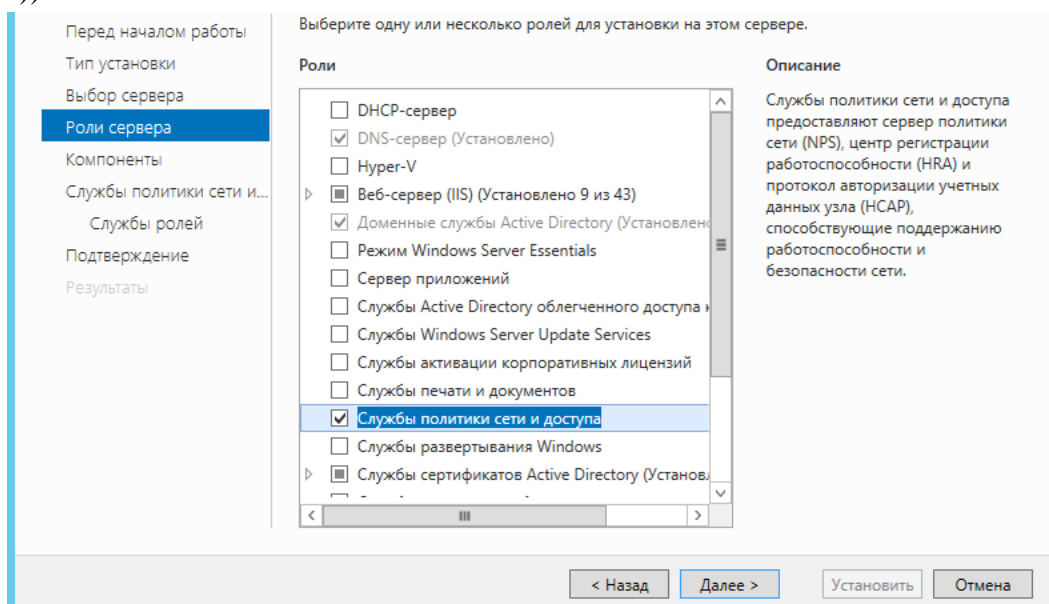 Выберите одну или несколько ролей для установки на этом сервере.
Перед началом работы
Тип установки
Выбор сервера
Роли сервера
Компоненты
Службы политики сети и...
Службы ролей
Подтверждение
Результаты
Роли
DHCP-сервер
DNS-сервер (Установлено)
Hyper-V
Веб-сервер (IIS) (Установлено 9 из 43)
Доменные службы Active Directory (Установлено
Режим Windows Server Essentials
Сервер приложений
Службы Active Directory облегченного доступа к
Службы Windows Server Update Services
Службы активации корпоративных лицензий
Службы печати и документов
Службы политики сети и доступа
Службы развертывания Windows
Службы сертификатов Active Directory (Установл
Описание
Службы политики сети и доступа
предоставляют сервер политики
сети (NPS), центр регистрации
работоспособности (HRA) и
протокол авторизации учетных
данных узла (HCAP),
способствующие поддержанию
работоспособности и
безопасности сети.
< Назад
Далее >
Установить
Отмена